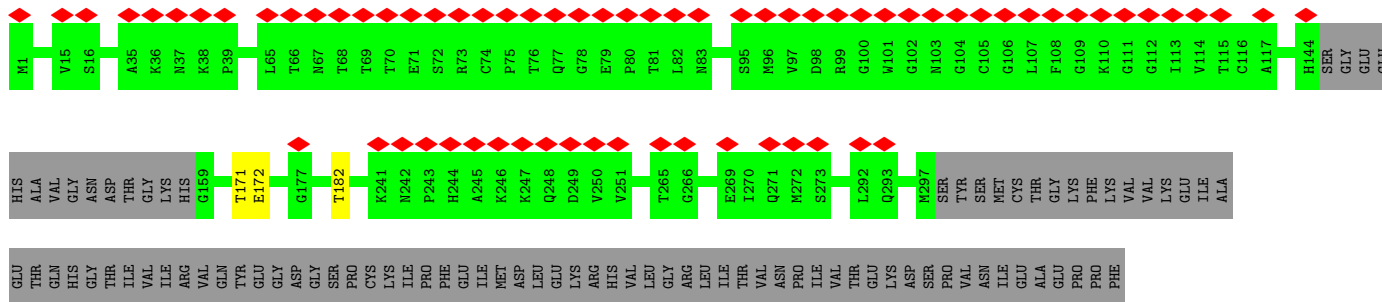 M1 V15 S16 A35 K36 N37 K38 P39 L65 T66 N67 T68 T69 T70 E71 S72 R73 C74 P75 T76 Q77 G78 E79 P80 T81 L82 N83 S95 M96 V97 D98 R99 G100 W101 G102 N103 G104 C105 G106 L107 F108 G109 K110 G111 G112 I113 V114 T115 C116 A117 H144 SER GLY GLU GLU
HIS ALA VAL GLY ASN ASP THR GLY LYS HIS G159 T171 E172 G177 T182 K241 N242 P243 H244 A245 K246 K247 Q248 D249 V250 V251 T265 G266 E269 I270 Q271 M272 S273 L292 Q293 M297 SER TYR SER MET CYS THR GLY LYS PHE LYS VAL VAL LYS GLU ILE ALA
GLU THR GLN HIS GLY THR ILE VAL ILE ARG VAL GLN TYR GLU GLY ASP GLY SER PRO CYS LYS ILE PRO PHE GLU ILE MET ASP LEU GLU LYS ARG HIS VAL LEU GLY ARG LEU ILE THR VAL ASN PRO ILE VAL THR GLU LYS ASP SER PRO VAL ASN ILE GLU ALA GLU PRO PRO PHE